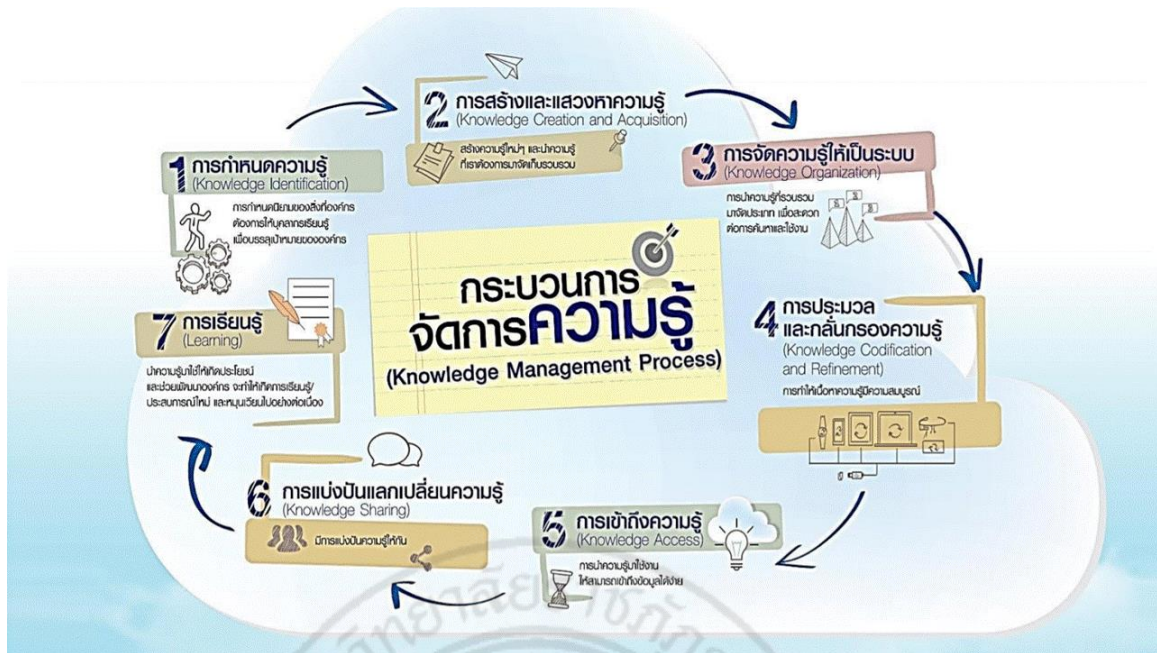 กระบวนการ
จัดการความรู้
(Knowledge Management Process)
1 การกำหนดความรู้
(Knowledge Identification)
การกำหนดนิยามของสิ่งที่องค์กร
ต้องการให้บุคลากรเรียนรู้
เพื่อบรรลุเป้าหมายขององค์กร
2 การสร้างและแสวงหาความรู้
(Knowledge Creation and Acquisition)
สร้างความรู้ใหม่ๆ และนำความรู้
ที่เราต้องการมาจัดเก็บรวบรวม
3 การจัดความรู้ให้เป็นระบบ
(Knowledge Organization)
การนำความรู้ที่รวบรวม
มาจัดประเภท เพื่อสะดวก
ต่อการค้นหาและใช้งาน
4 การประมวล
และกลั่นกรองความรู้
(Knowledge Codification
and Refinement)
การทำให้เนื้อหาความรู้มีความสมบูรณ์
5 การเข้าถึงความรู้
(Knowledge Access)
การนำความรู้มาใช้งาน
ให้สามารถเข้าถึงข้อมูลได้ง่าย
6 การแบ่งปันแลกเปลี่ยนความรู้
(Knowledge Sharing)
มีการแบ่งปันความรู้ให้กัน
7 การเรียนรู้
(Learning)
นำความรู้มาใช้ให้เกิดประโยชน์
และช่วยพัฒนาองค์กร จะทำให้เกิดการเรียนรู้/
ประสบการณ์ใหม่ และหมุนเวียนไปอย่างต่อเนื่อง